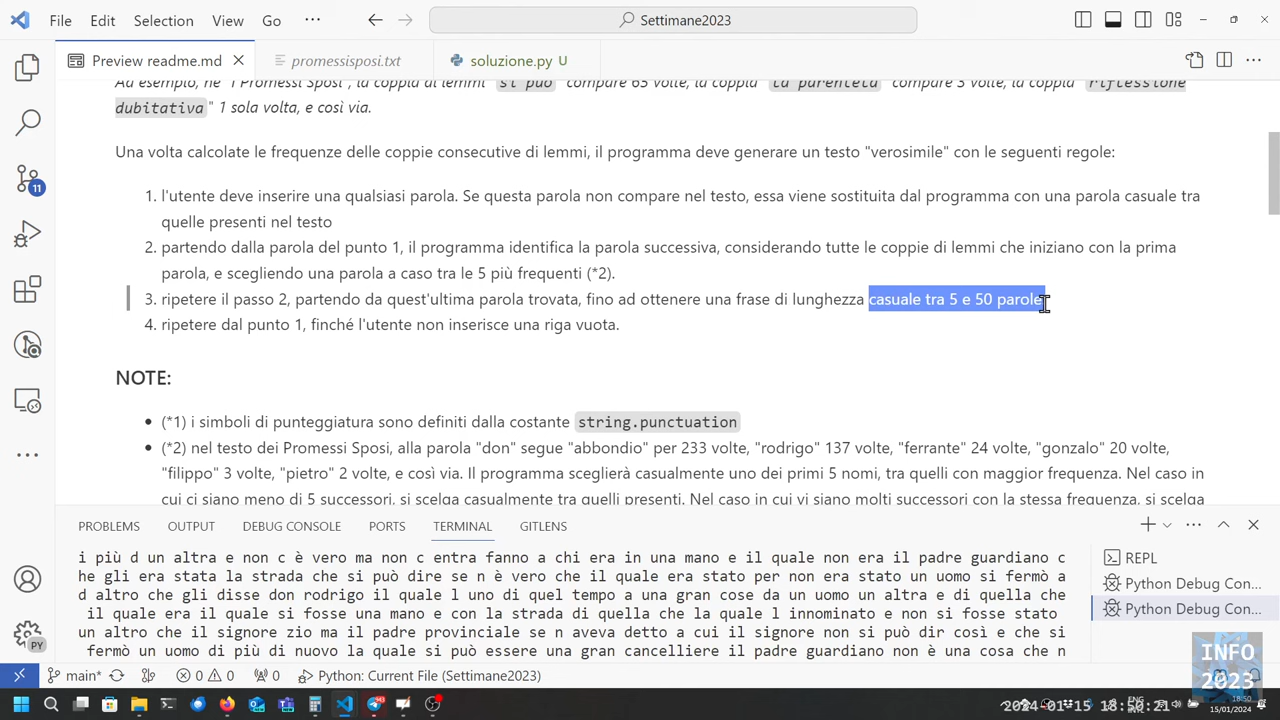 File Edit Selection View Go ··· Settimane2023
Preview readme.md promessisposi.txt soluzione.py U
Ad esempio, ne "I Promessi Sposi", la coppia di lemmi "si può" compare 65 volte, la coppia "la parentela" compare 3 volte, la coppia "riflessione
dubitativa" 1 sola volta, e così via.
Una volta calcolate le frequenze delle coppie consecutive di lemmi, il programma deve generare un testo "verosimile" con le seguenti regole:
1. l'utente deve inserire una qualsiasi parola. Se questa parola non compare nel testo, essa viene sostituita dal programma con una parola casuale tra
quelle presenti nel testo
2. partendo dalla parola del punto 1, il programma identifica la parola successiva, considerando tutte le coppie di lemmi che iniziano con la prima
parola, e scegliendo una parola a caso tra le 5 più frequenti (*2).
3. ripetere il passo 2, partendo da quest'ultima parola trovata, fino ad ottenere una frase di lunghezza casuale tra 5 e 50 parole
4. ripetere dal punto 1, finché l'utente non inserisce una riga vuota.
NOTE:
• (*1) i simboli di punteggiatura sono definiti dalla costante string.punctuation
• (*2) nel testo dei Promessi Sposi, alla parola "don" segue "abbondio" per 233 volte, "rodrigo" 137 volte, "ferrante" 24 volte, "gonzalo" 20 volte,
"filippo" 3 volte, "pietro" 2 volte, e così via. Il programma sceglierà casualmente uno dei primi 5 nomi, tra quelli con maggior frequenza. Nel caso in
cui ci siano meno di 5 successori, si scelga casualmente tra quelli presenti. Nel caso in cui vi siano molti successori con la stessa frequenza, si scelga
11
PROBLEMS OUTPUT DEBUG CONSOLE PORTS TERMINAL GITLENS
i più d un altra e non c è vero ma non c entra fanno a chi era in una mano e il quale non era il padre guardiano c
he gli era stata la strada che si può dire se n è vero che il quale era stato per non era stato un uomo si fermò a
d altro che gli disse don rodrigo il quale l uno di quel tempo a una gran cose da un uomo un altra e di quella che
il quale era il quale si fosse una mano e con la strada di quella che la quale l innominato e non si fosse stato
un altro che il signore zio ma il padre provinciale se n aveva detto a cui il signore non si può dir così e che si
fermò un uomo di più di nuovo la quale si può essere una gran cancelliere il padre guardiano non è una cosa che n
REPL
Python Debug Con...
Python Debug Con...
PY
INFO
2023
main* 0 0 0 Python: Current File (Settimane2023)
943
2024-01-15 18:50:21
ENG
18:50
15/01/2024